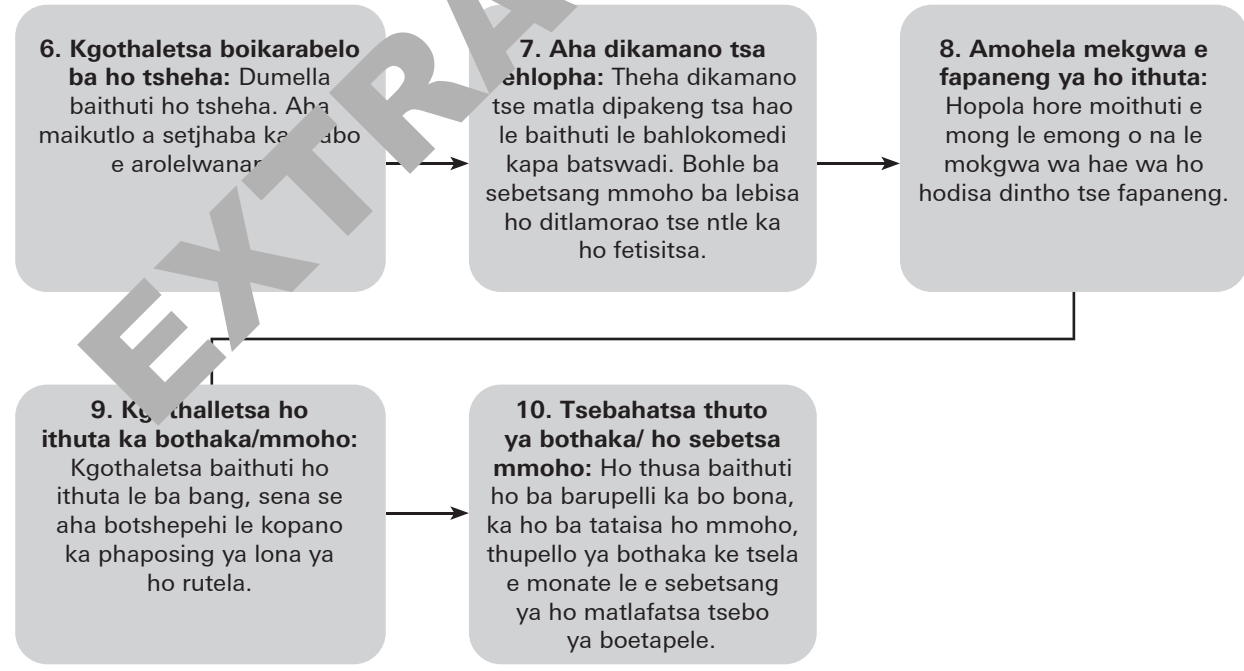 6. Kgothaletsa boikarabelo
ba ho tsheha: Dumella
baithuti ho tsheha. Aha
maikutlo a setjhaba
e
7. Aha dikamano tsa
Theha dikamano
tse matla dipakeng tsa hao
le baithuti le bahlokomedi
kapa batswadi. Bohle ba
sebetsang mmoho ba lebisa
ho ditlamorao tse ntle ka
ho fetisitsa.
8. Amohela mekgwa e
fapaneng ya ho ithuta:
Hopola hore moithuti e
mong le emong o na le
mokgwa wa hae wa ho
hodisa dintho tse fapaneng.
9. ho
ithuta ka bothaka/mmoho:
Kgothaletsa baithuti ho
ithuta le ba bang, sena se
aha botshepehi le kopano
ka phaposing ya lona ya
ho rutela.
10. Tsebahatsa thuto
ya bothaka/ ho sebetsa
mmoho: Ho thusa baithuti
ho ba barupelli ka bo bona,
ka ho ba tataisa ho mmoho,
thupello ya bothaka ke tsela
e monate le e sebetsang
ya ho matlafatsa tsebo
ya boetapele.